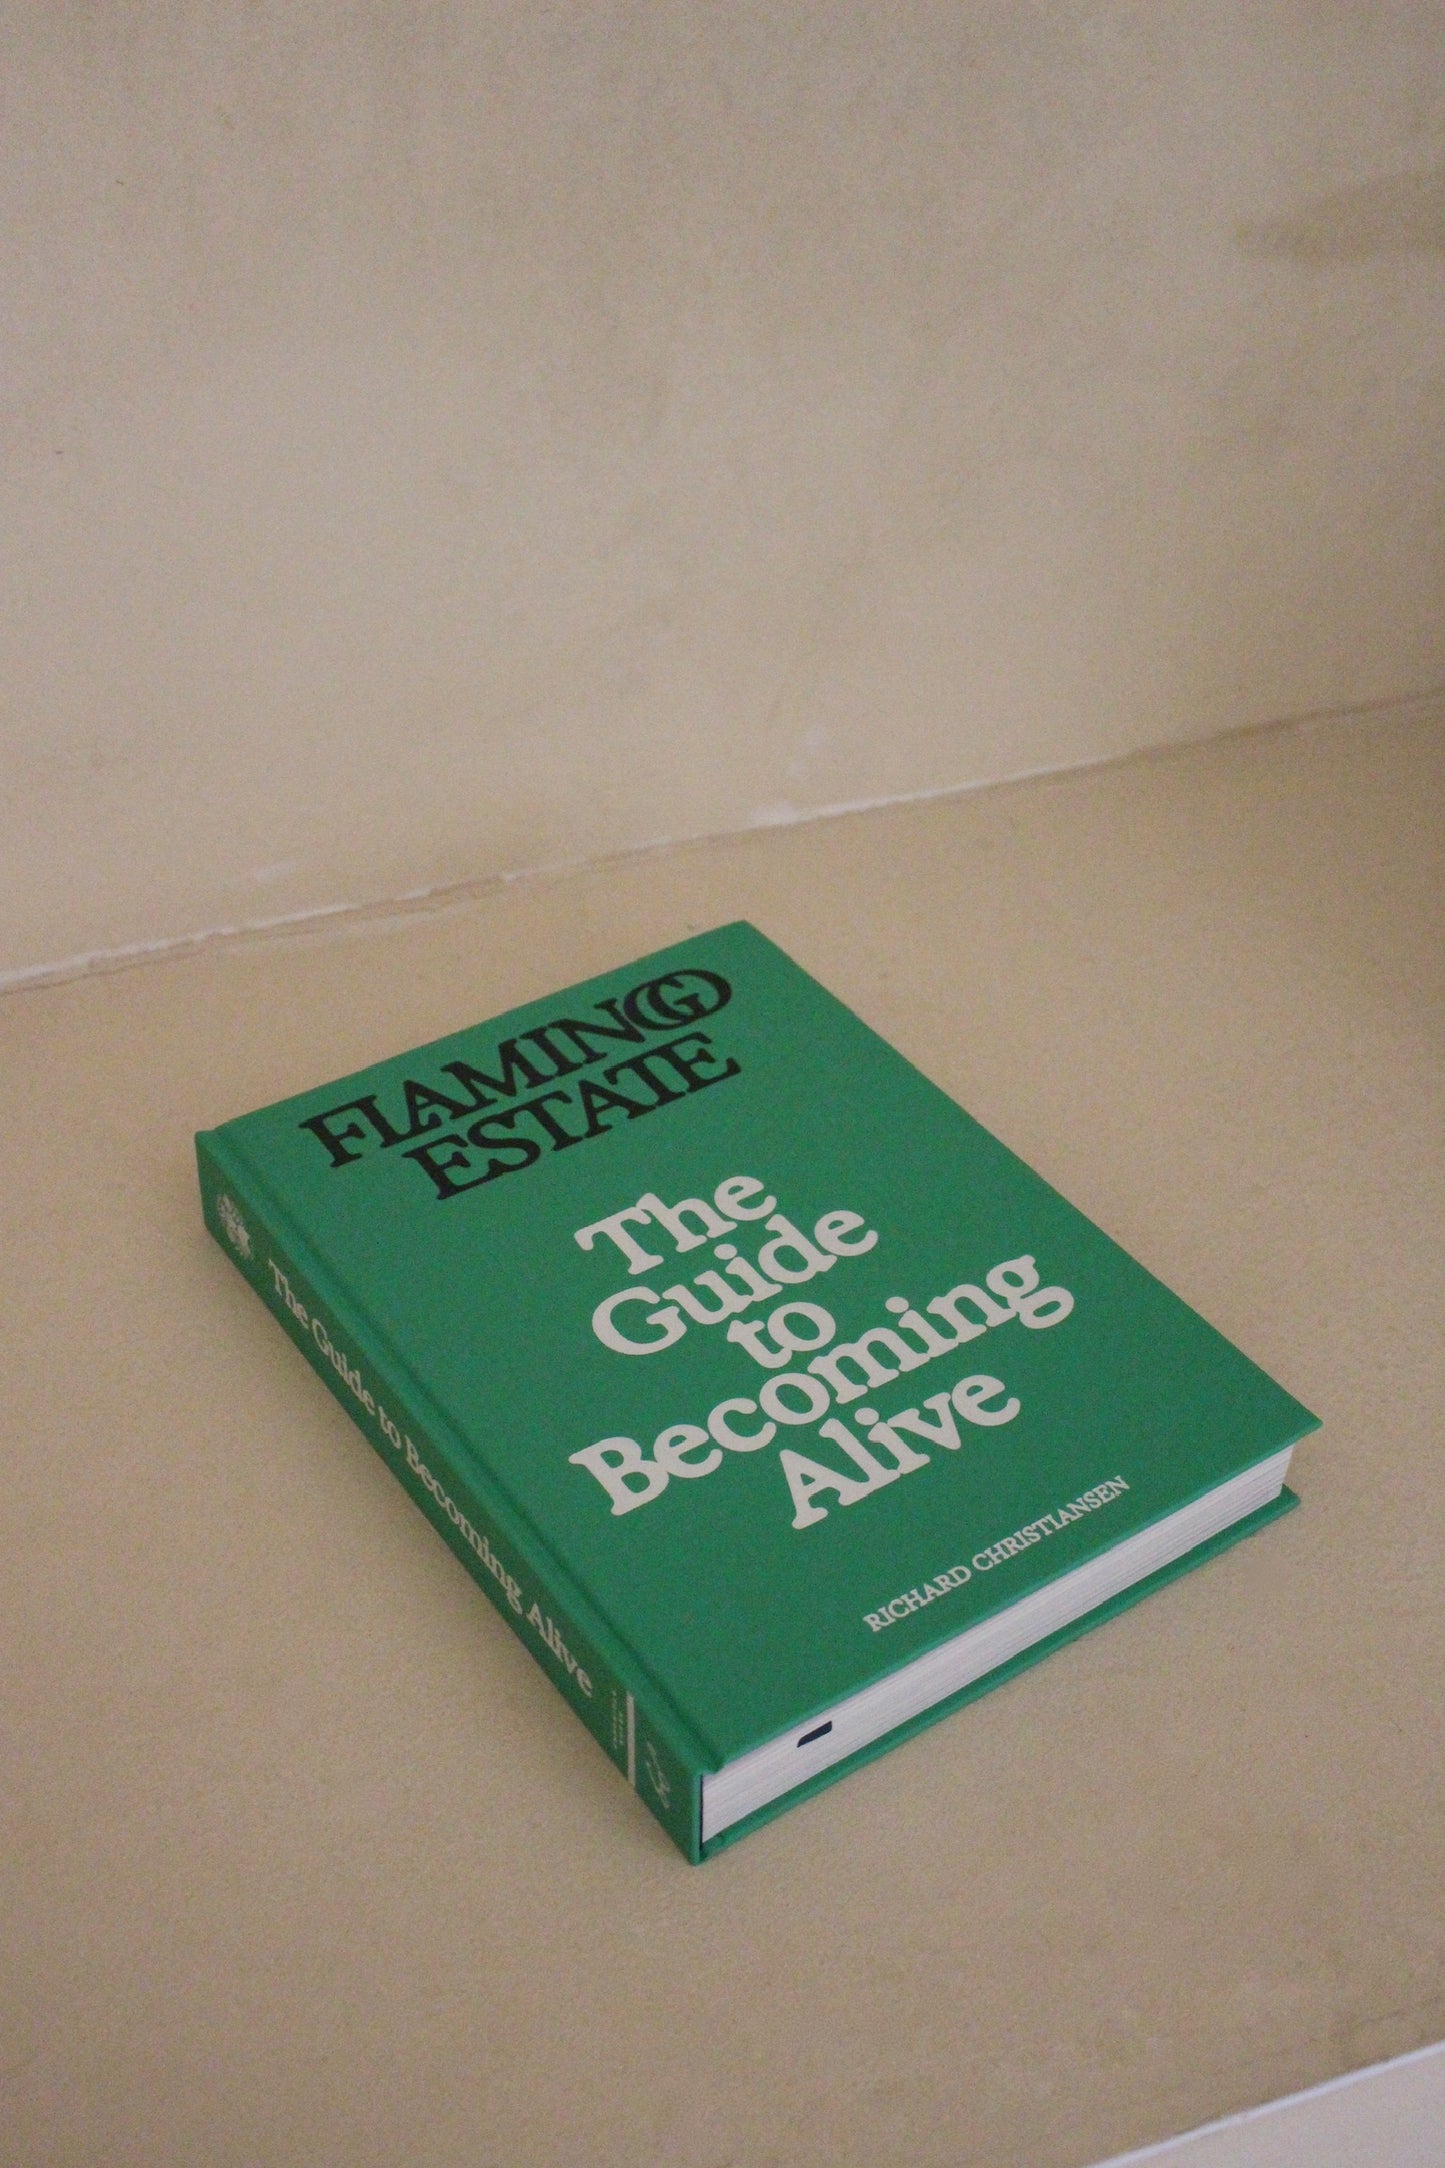 FLAMINGO
ESTATE
The
Guide
to
Becoming
Alive
RICHARD CHRISTIANSEN
The Guide to Becoming Alive